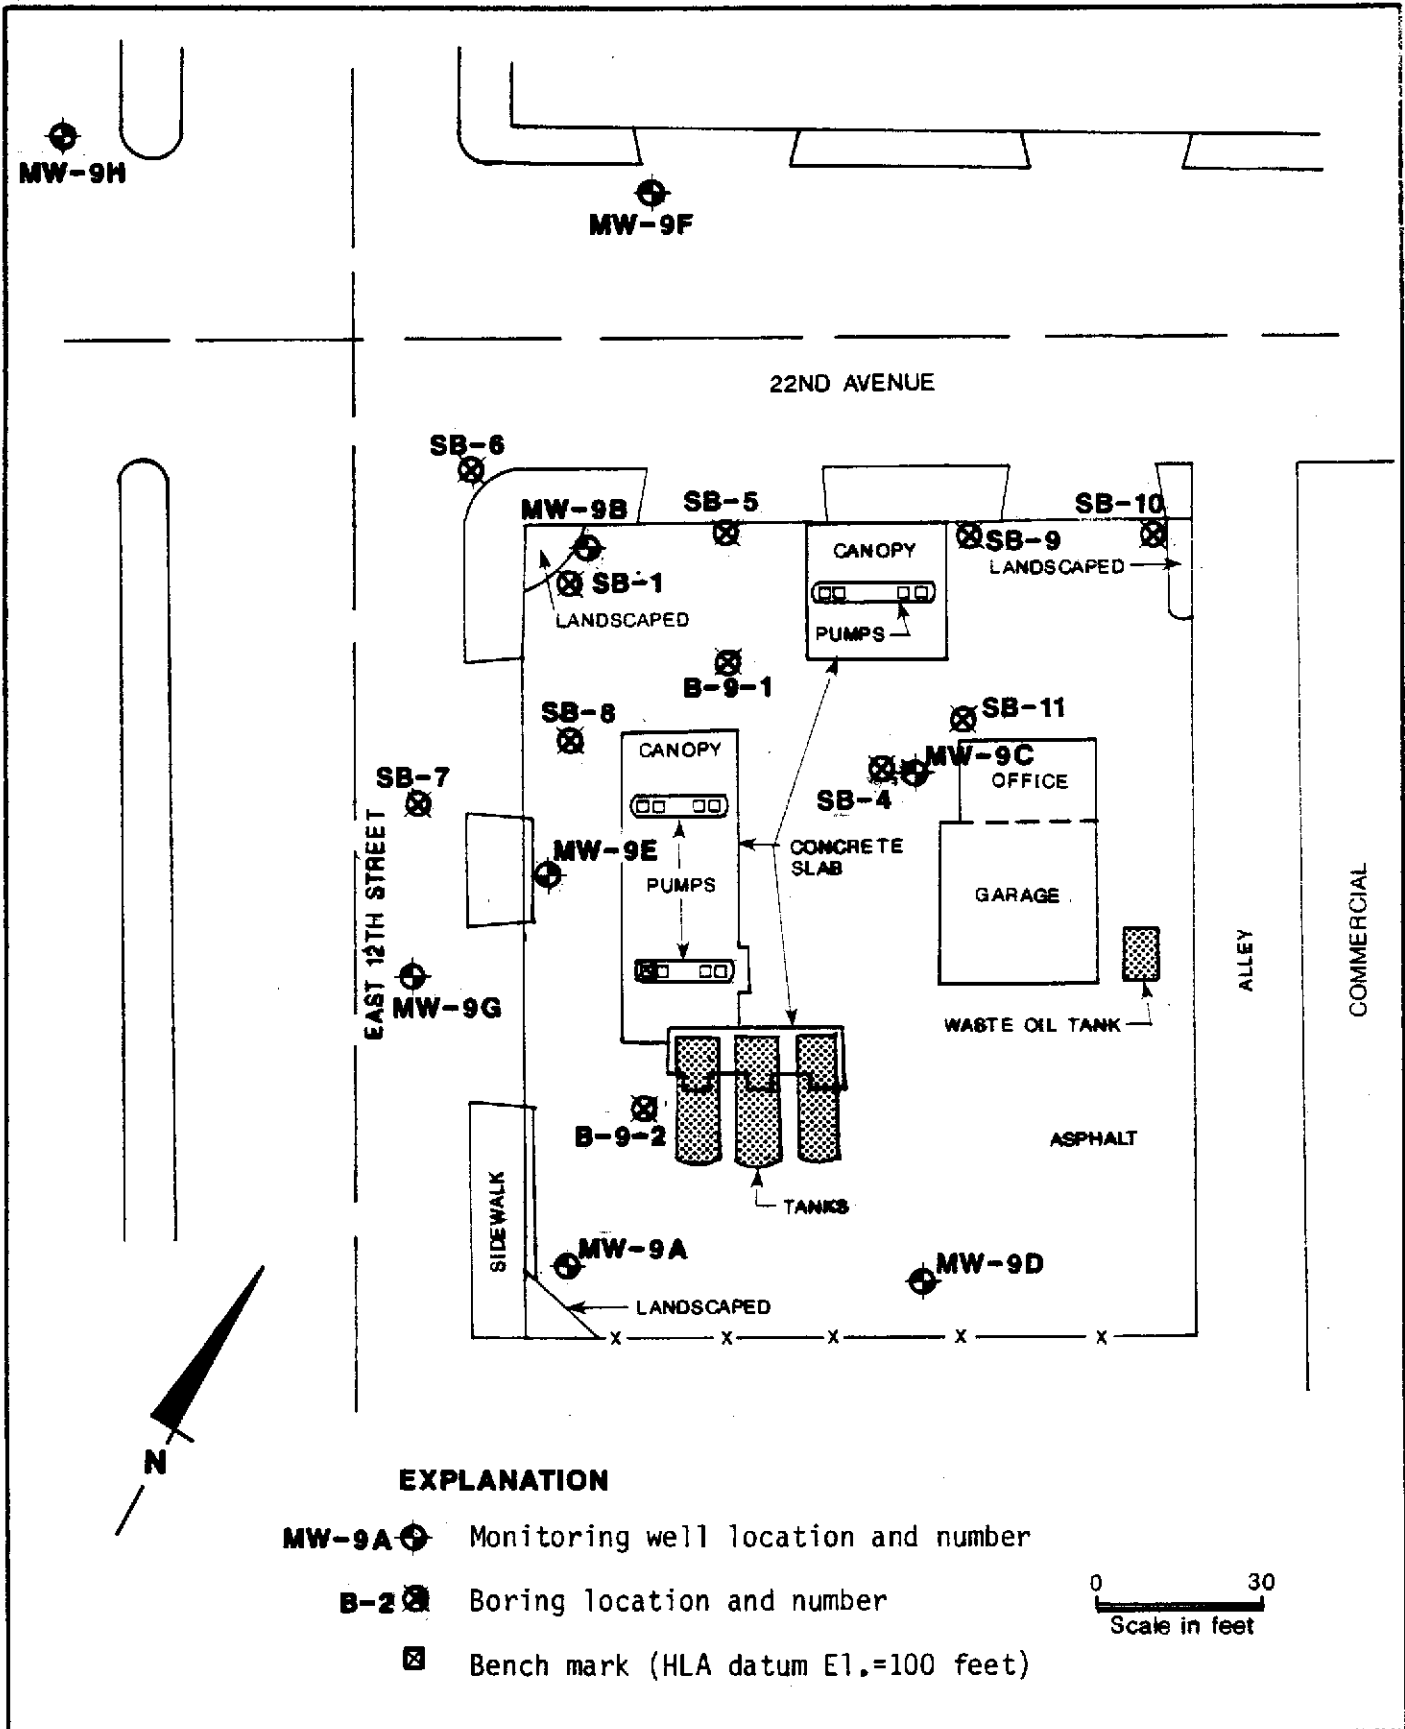 MW-9H
MW-9F
22ND AVENUE
SB-6
MW-9B
SB-5
SB-10
CANOPY
SB-9
LANDSCAPED
SB-1
LANDSCAPED
PUMPS
B-9-1
SB-11
SB-8
CANOPY
MW-9C
OFFICE
SB-7
SB-4
EAST 12TH STREET
MW-9E
CONCRETE
SLAB
PUMPS
GARAGE
COMMERCIAL
ALLEY
MW-9G
WASTE OIL TANK
B-9-2
ASPHALT
SIDEWALK
TANKS
MW-9A
MW-9D
LANDSCAPED
X X X X X
N
EXPLANATION
MW-9A Monitoring well location and number
B-2 Boring location and number
0 30
Scale in feet
Bench mark (HLA datum El.=100 feet)